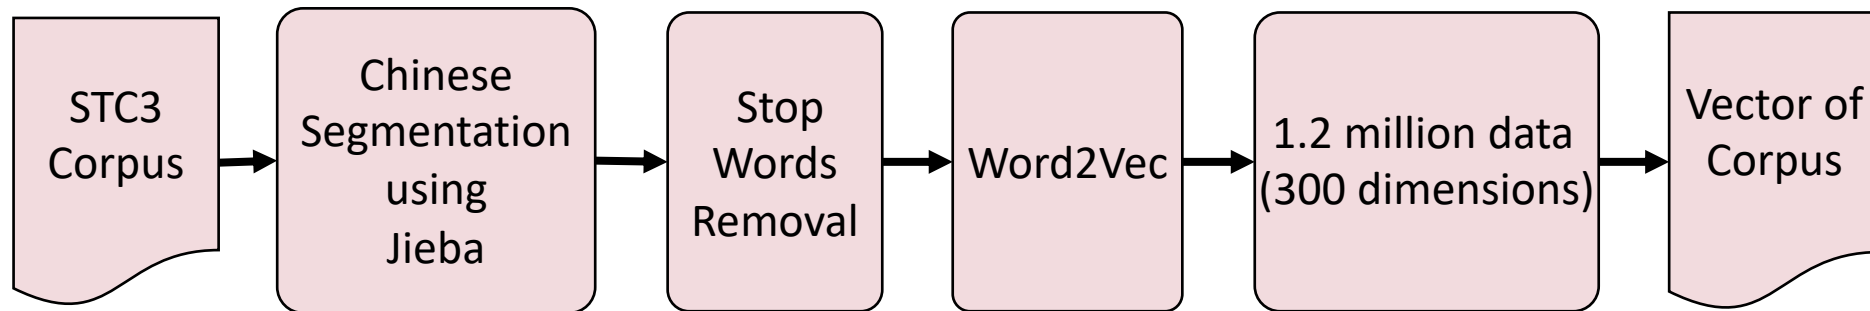 STC3
Corpus
Chinese
Segmentation
using
Jieba
Stop
Words
Removal
Word2Vec
1.2 million data
(300 dimensions)
Vector of
Corpus